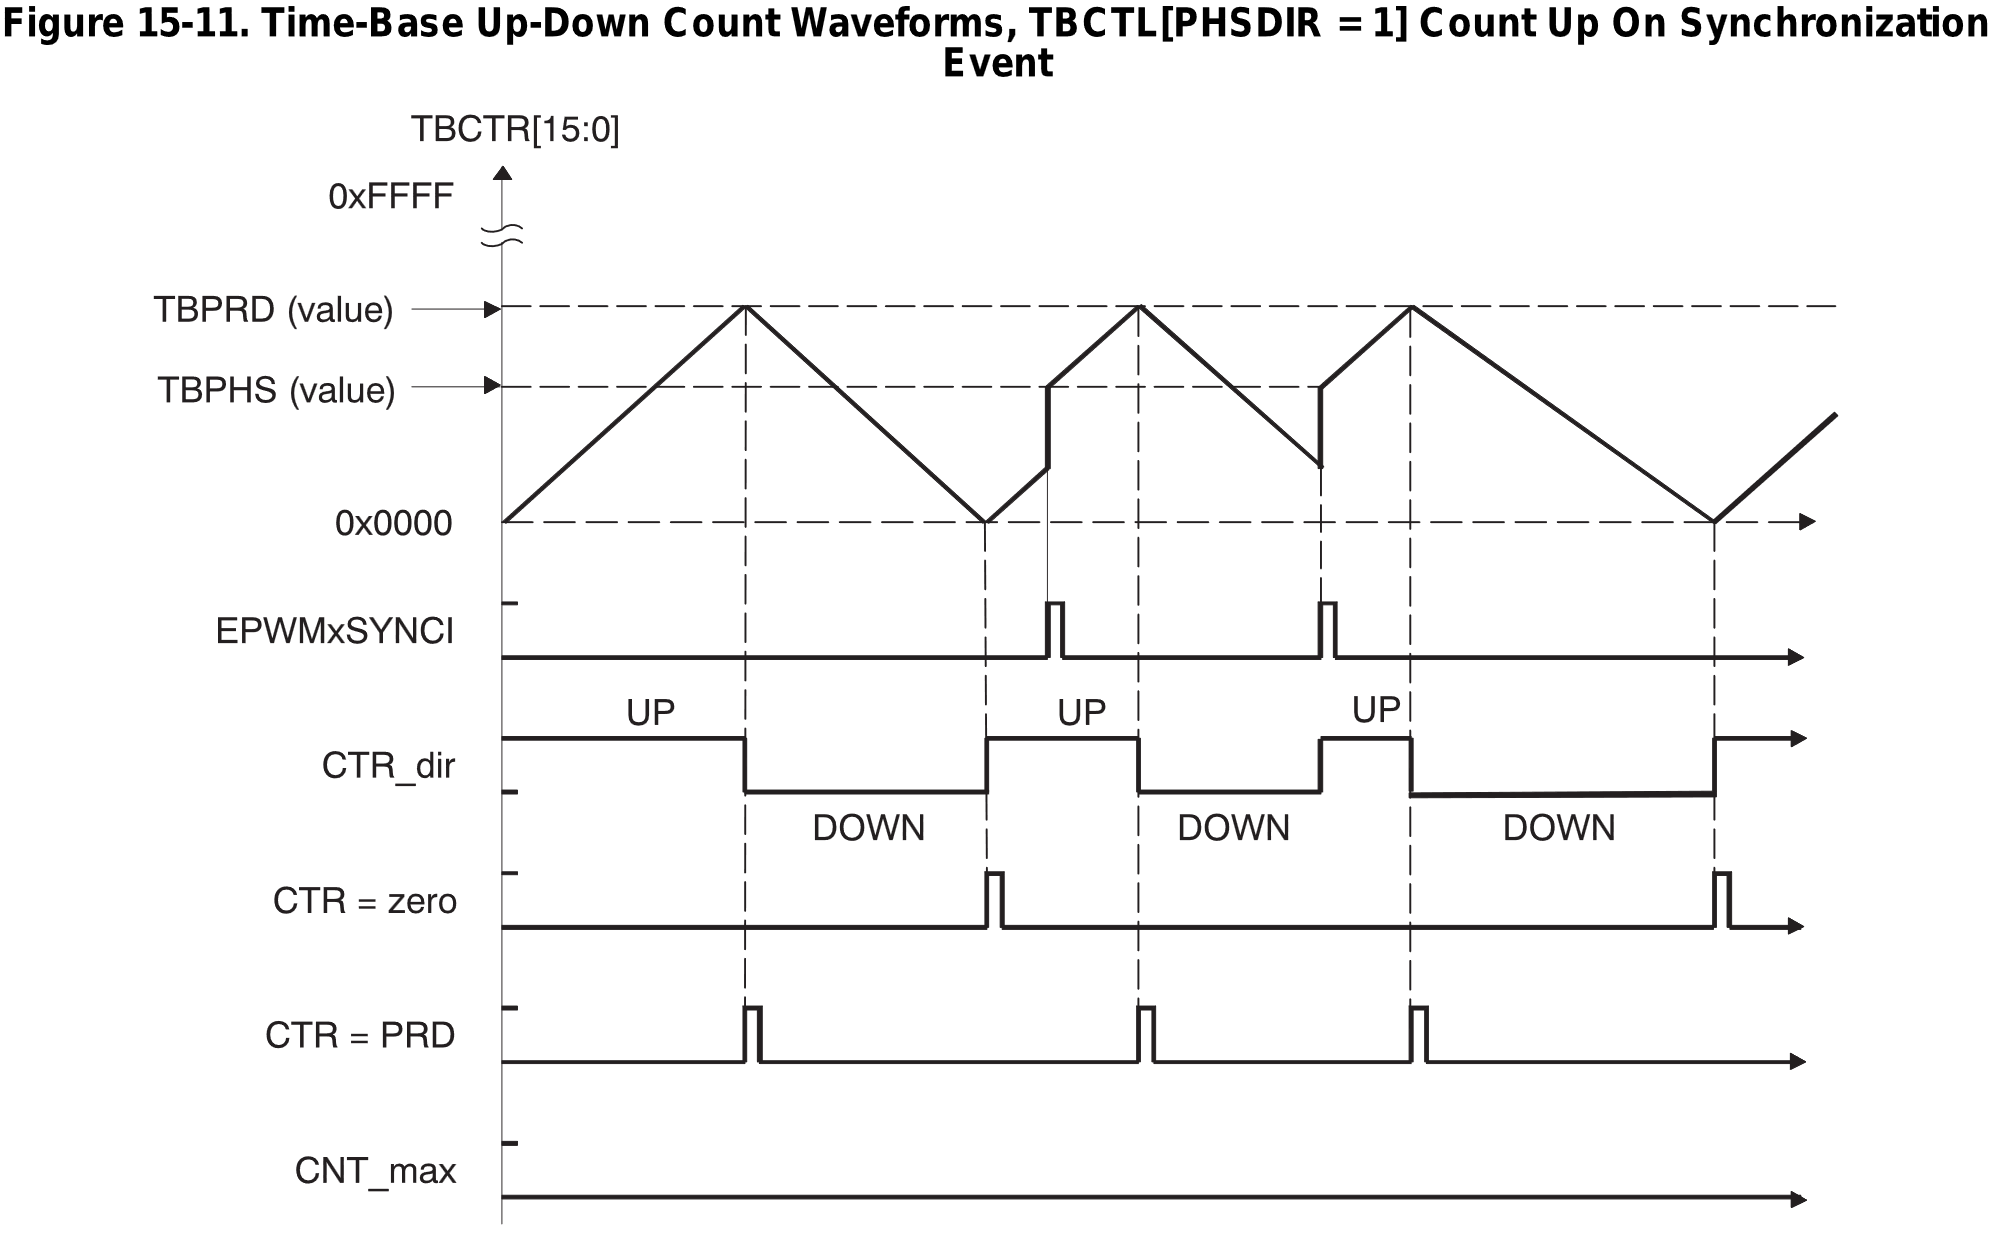 Figure 15-11. Time-Base Up-Down Count Waveforms, TBCTL[PHSDIR = 1] Count Up On Synchronization
Event
TBCTR[15:0]
0xFFFF
TBPRD (value)
TBPHS (value)
0x0000
EPWMxSYNCI
UP
UP
UP
CTR_dir
DOWN
DOWN
DOWN
CTR = zero
CTR = PRD
CNT_max